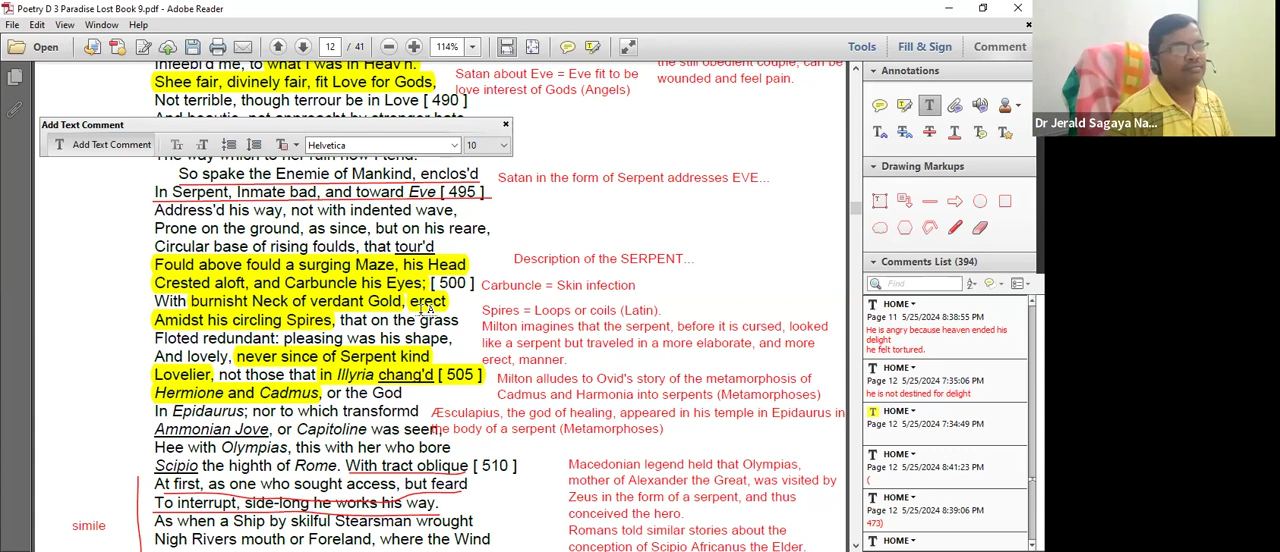 Poetry D 3 Paradise Lost Book 9.pdf - Adobe Reader
File Edit View Window Help
Open
12 / 41
114%
Tools Fill & Sign Comment
Infeebl'd me, to what I was in Heav'n.
Shee fair, divinely fair, fit Love for Gods,
Not terrible, though terrour be in Love [ 490 ]
Satan about Eve = Eve fit to be
love interest of Gods (Angels)
the still obedient couple, can be
wounded and feel pain.
Add Text Comment
T Add Text Comment
Helvetica
10
The way which to her ruin now I tend.
So spake the Enemie of Mankind, enclos'd
In Serpent, Inmate bad, and toward Eve [ 495 ]
Address'd his way, not with indented wave,
Prone on the ground, as since, but on his reare,
Circular base of rising foulds, that tour'd
Fould above fould a surging Maze, his Head
Crested aloft, and Carbuncle his Eyes; [ 500 ]
With burnisht Neck of verdant Gold, erect
Amidst his circling Spires, that on the grass
Floted redundant: pleasing was his shape,
And lovely, never since of Serpent kind
Lovelier, not those that in Illyria chang'd [ 505 ]
Hermione and Cadmus, or the God
In Epidaurus; nor to which transformd
Ammonian Jove, or Capitoline was seen,
Hee with Olympias, this with her who bore
Scipio the highth of Rome. With tract oblique [ 510 ]
At first, as one who sought access, but feard
To interrupt, side-long he works his way.
As when a Ship by skilful Stearsman wrought
Nigh Rivers mouth or Foreland, where the Wind
simile
Satan in the form of Serpent addresses EVE...
Description of the SERPENT...
Carbuncle = Skin infection
Spires = Loops or coils (Latin).
Milton imagines that the serpent, before it is cursed, looked
like a serpent but traveled in a more elaborate, and more
erect, manner.
Milton alludes to Ovid's story of the metamorphosis of
Cadmus and Harmonia into serpents (Metamorphoses)
Æsculapius, the god of healing, appeared in his temple in Epidaurus in
the body of a serpent (Metamorphoses)
Macedonian legend held that Olympias,
mother of Alexander the Great, was visited by
Zeus in the form of a serpent, and thus
conceived the hero.
Romans told similar stories about the
conception of Scipio Africanus the Elder.
Annotations
Drawing Markups
Comments List (394)
Find
HOME
Page 11 5/25/2024 8:38:55 PM
He is angry because heaven ended his
delight
he felt tortured.
HOME
Page 12 5/25/2024 7:35:06 PM
he is not destined for delight
HOME
Page 12 5/25/2024 7:34:49 PM
HOME
Page 12 5/25/2024 8:41:23 PM
(
HOME
Page 12 5/25/2024 8:39:06 PM
473)
HOME
Dr Jerald Sagaya Na...